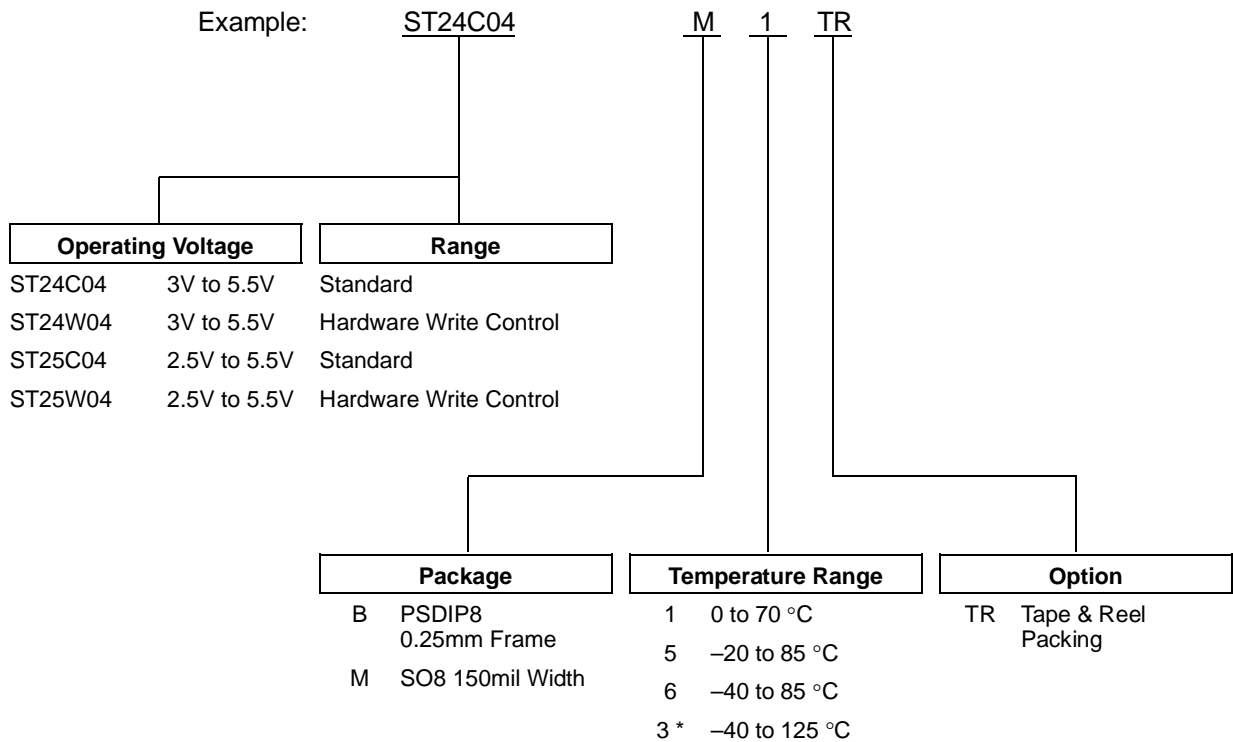 Example: ST24C04 M 1 TR
Operating Voltage Range
ST24C04 3V to 5.5V Standard
ST24W04 3V to 5.5V Hardware Write Control
ST25C04 2.5V to 5.5V Standard
ST25W04 2.5V to 5.5V Hardware Write Control
Package
B PSDIP8
0.25mm Frame
M SO8 150mil Width
Temperature Range
1 0 to 70 °C
5 –20 to 85 °C
6 –40 to 85 °C
3 * –40 to 125 °C
Option
TR Tape & Reel
Packing